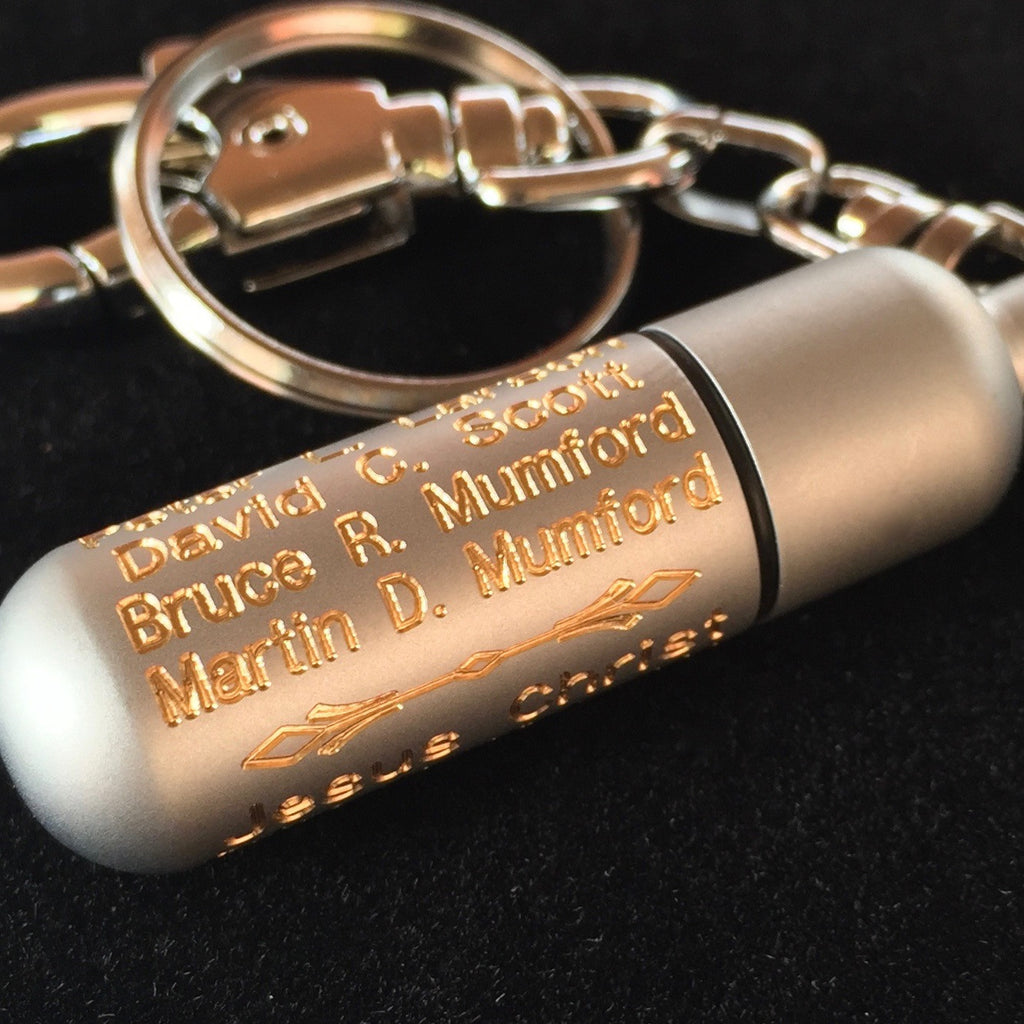 David C. Scott
Bruce R. Mumford
Martin D. Mumford
Jesus Christ